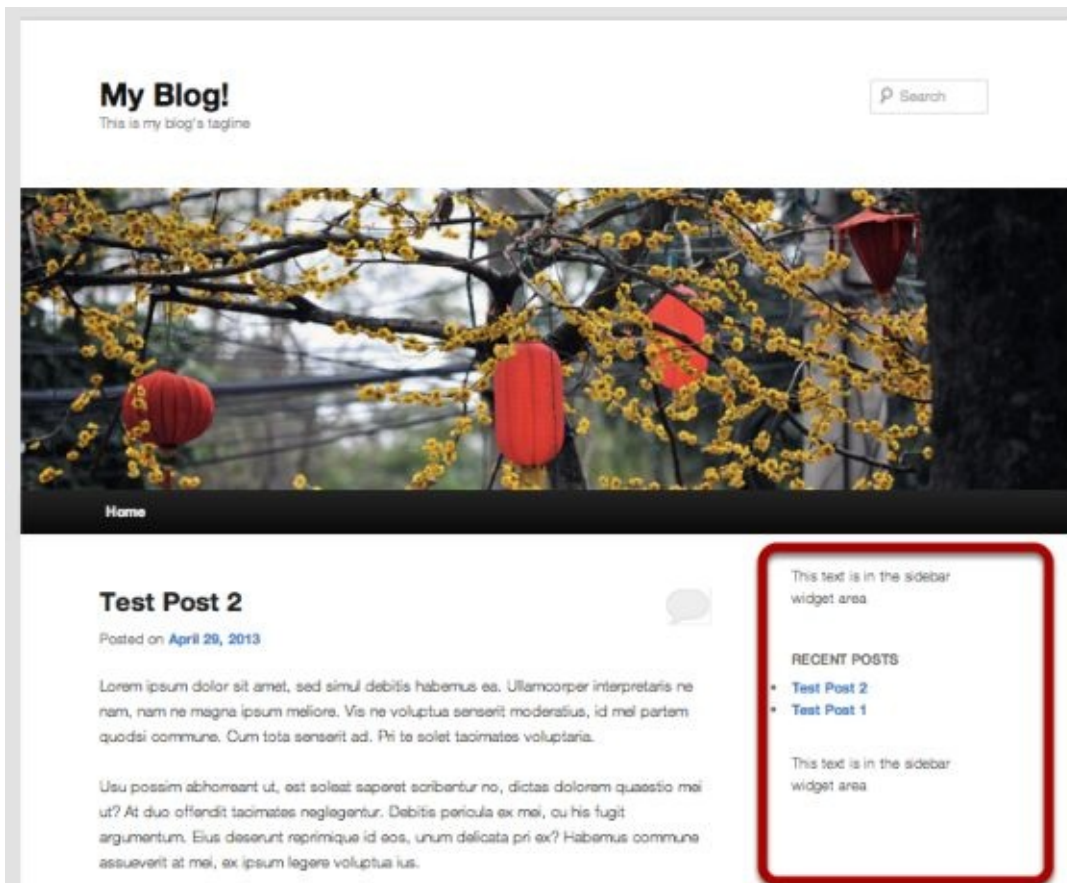 My Blog!
This is my blog's tagline
Search
Home
Test Post 2
Posted on April 29, 2013
Lorem ipsum dolor sit amet, sed simul debitis habemus ea. Ullamcorper interpretaris ne
nam, nam ne magna ipsum meliore. Vis ne voluptua senserit moderatius, id mel partem
quodsi commune. Cum tota senserit ad. Pri te solet tacimates voluptaria.
Usu possim abhorreant ut, est soleat saperet scribentur no, dictas dolorem quaestio mei
ut? At duo offendit tacimates neglegentur. Debitis pericula ex mei, cu his fugit
argumentum. Eius deserunt reprimique id eos, unum delicata pri ex? Habemus commune
assueverit at mei, ex ipsum legere voluptua ius.
This text is in the sidebar
widget area
RECENT POSTS
Test Post 2
Test Post 1
This text is in the sidebar
widget area